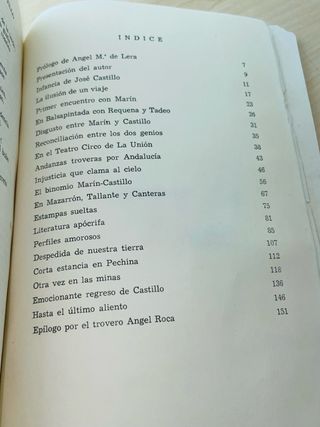 INDICE
Prólogo de Angel M.ª de Lera 7
Presentación del autor 9
Infancia de José Castillo 11
La ilusión de un viaje 17
Primer encuentro con Marín 23
En Balsapintada con Requena y Tadeo 26
Disgusto entre Marín y Castillo 31
Reconciliación entre los dos genios 35
En el Teatro Circo de La Unión 38
Andanzas troveras por Andalucía 43
Injusticia que clama al cielo 46
El binomio Marín-Castillo 56
En Mazarrón, Tallante y Canteras 67
Estampas sueltas 75
Literatura apócrifa 81
Perfiles amorosos 85
Despedida de nuestra tierra 107
Corta estancia en Pechina 112
Otra vez en las minas 118
Emocionante regreso de Castillo 136
Hasta el último aliento 146
Epílogo por el trovero Angel Roca 151